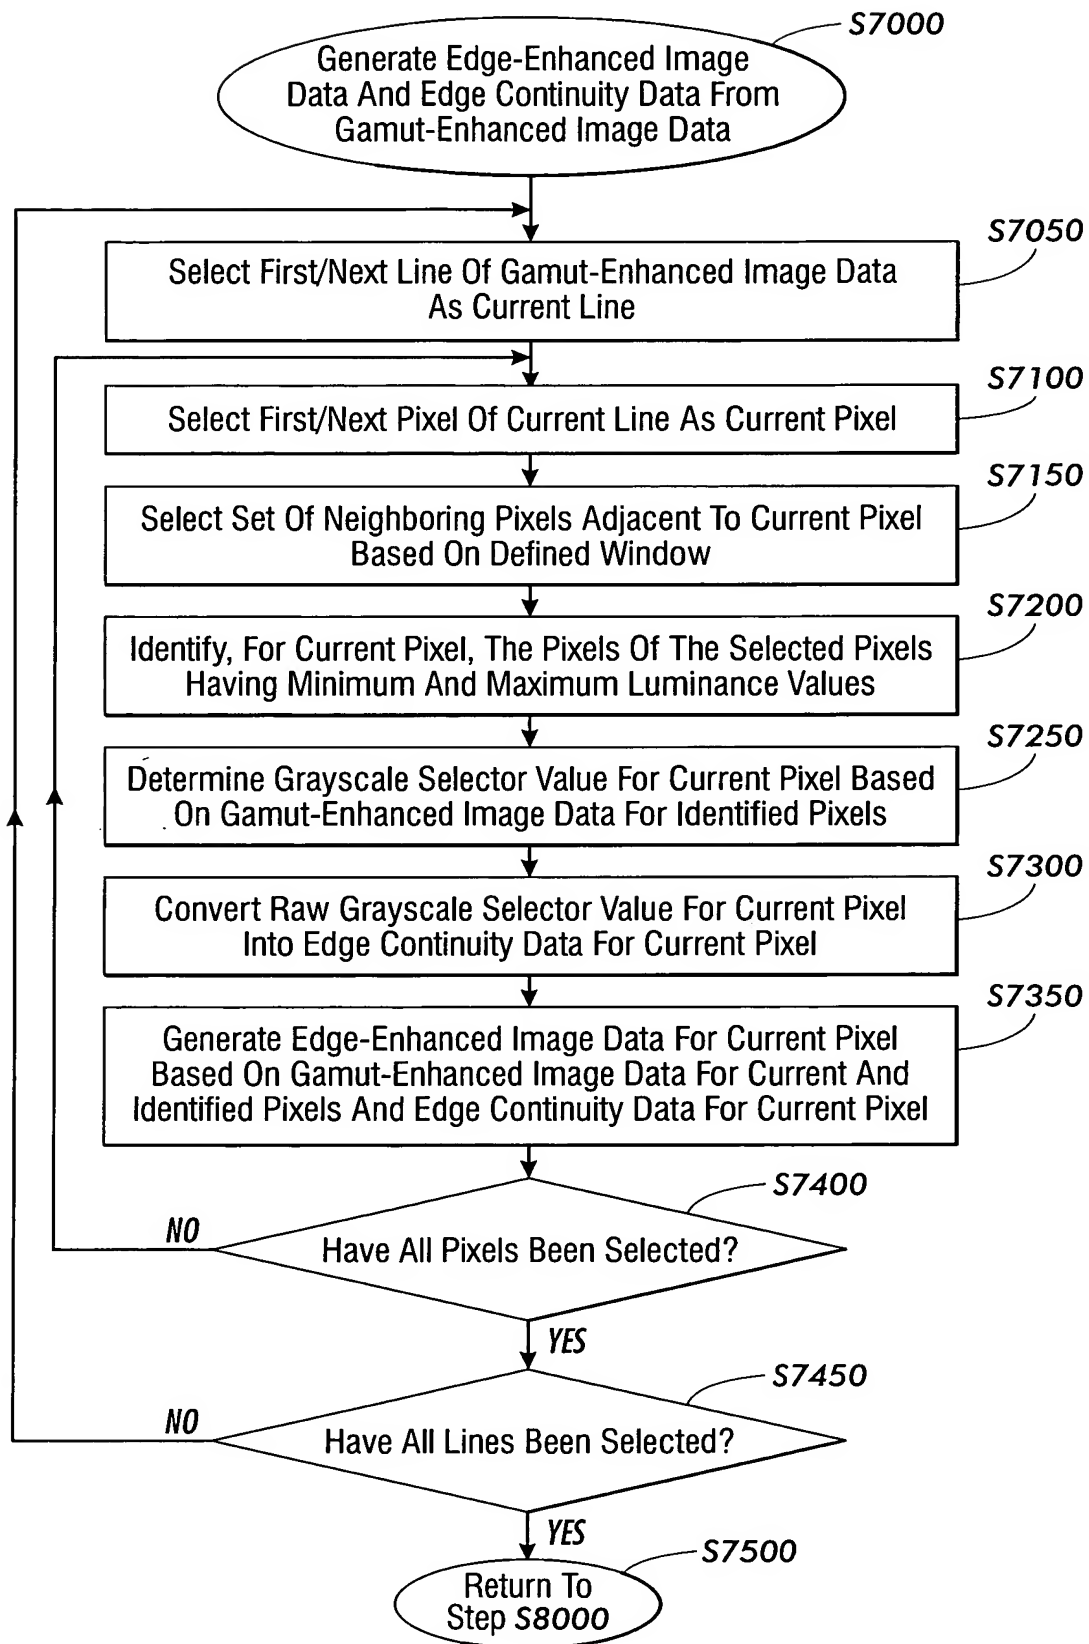 S7000
Generate Edge-Enhanced Image
Data And Edge Continuity Data From
Gamut-Enhanced Image Data
S7050
Select First/Next Line Of Gamut-Enhanced Image Data
As Current Line
S7100
Select First/Next Pixel Of Current Line As Current Pixel
S7150
Select Set Of Neighboring Pixels Adjacent To Current Pixel
Based On Defined Window
S7200
Identify, For Current Pixel, The Pixels Of The Selected Pixels
Having Minimum And Maximum Luminance Values
S7250
Determine Grayscale Selector Value For Current Pixel Based
On Gamut-Enhanced Image Data For Identified Pixels
S7300
Convert Raw Grayscale Selector Value For Current Pixel
Into Edge Continuity Data For Current Pixel
S7350
Generate Edge-Enhanced Image Data For Current Pixel
Based On Gamut-Enhanced Image Data For Current And
Identified Pixels And Edge Continuity Data For Current Pixel
S7400
NO
Have All Pixels Been Selected?
YES
S7450
NO
Have All Lines Been Selected?
YES
S7500
Return To
Step S8000